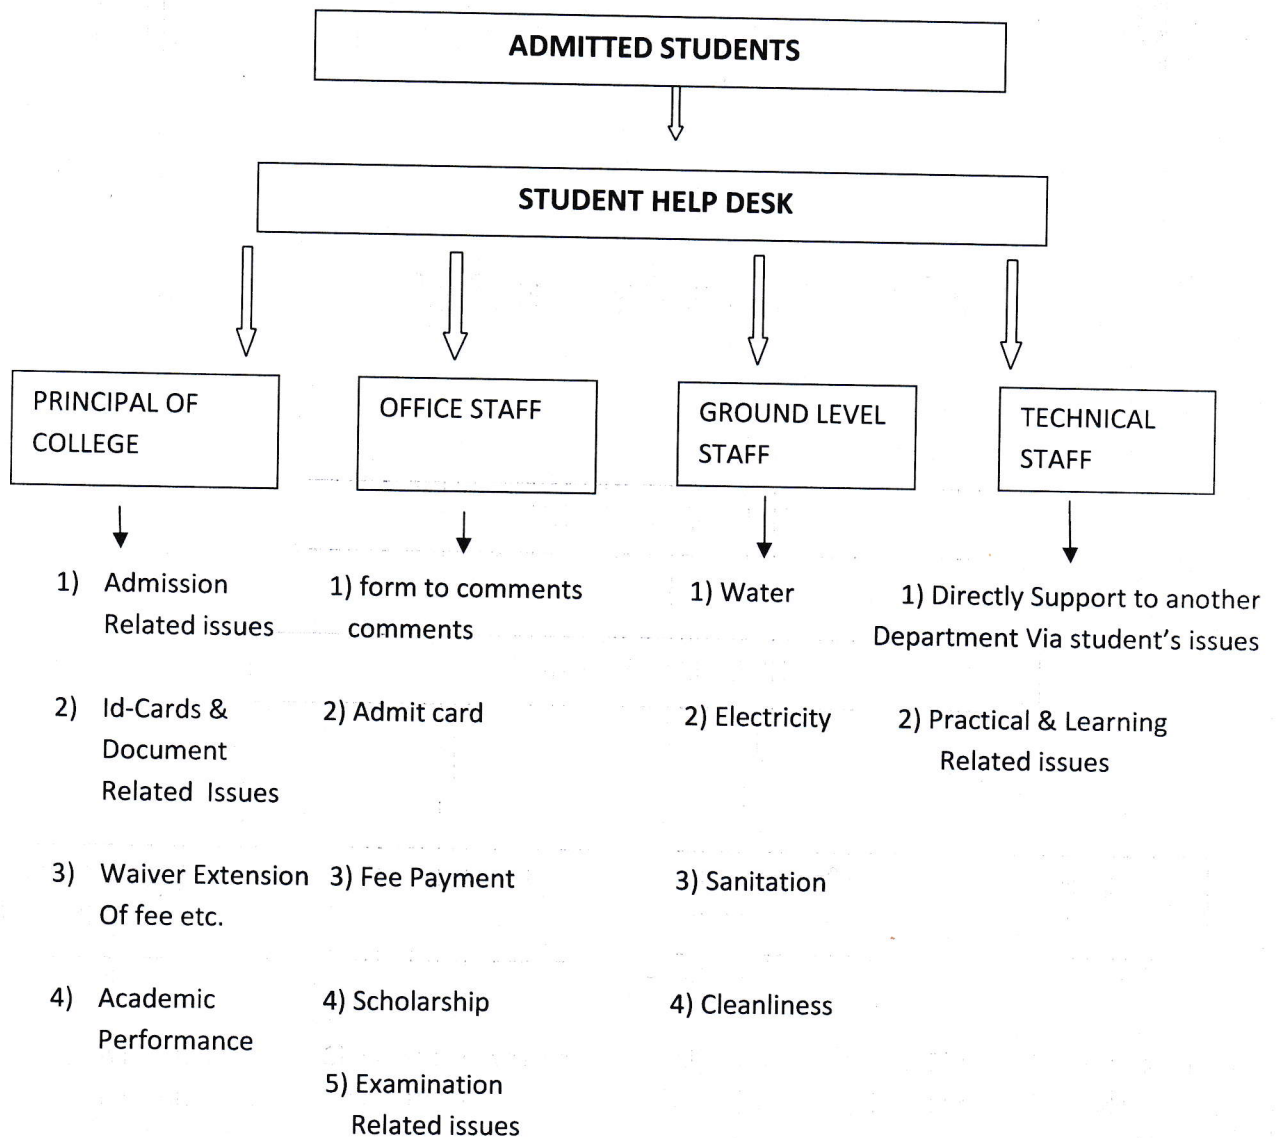 ADMITTED STUDENTS
STUDENT HELP DESK
PRINCIPAL OF
COLLEGE
OFFICE STAFF
GROUND LEVEL
STAFF
TECHNICAL
STAFF
1) Admission
Related issues
2) Id-Cards &
Document
Related Issues
3) Waiver Extension
Of fee etc.
4) Academic
Performance
1) form to comments
comments
2) Admit card
3) Fee Payment
4) Scholarship
5) Examination
Related issues
1) Water
2) Electricity
3) Sanitation
4) Cleanliness
1) Directly Support to another
Department Via student's issues
2) Practical & Learning
Related issues